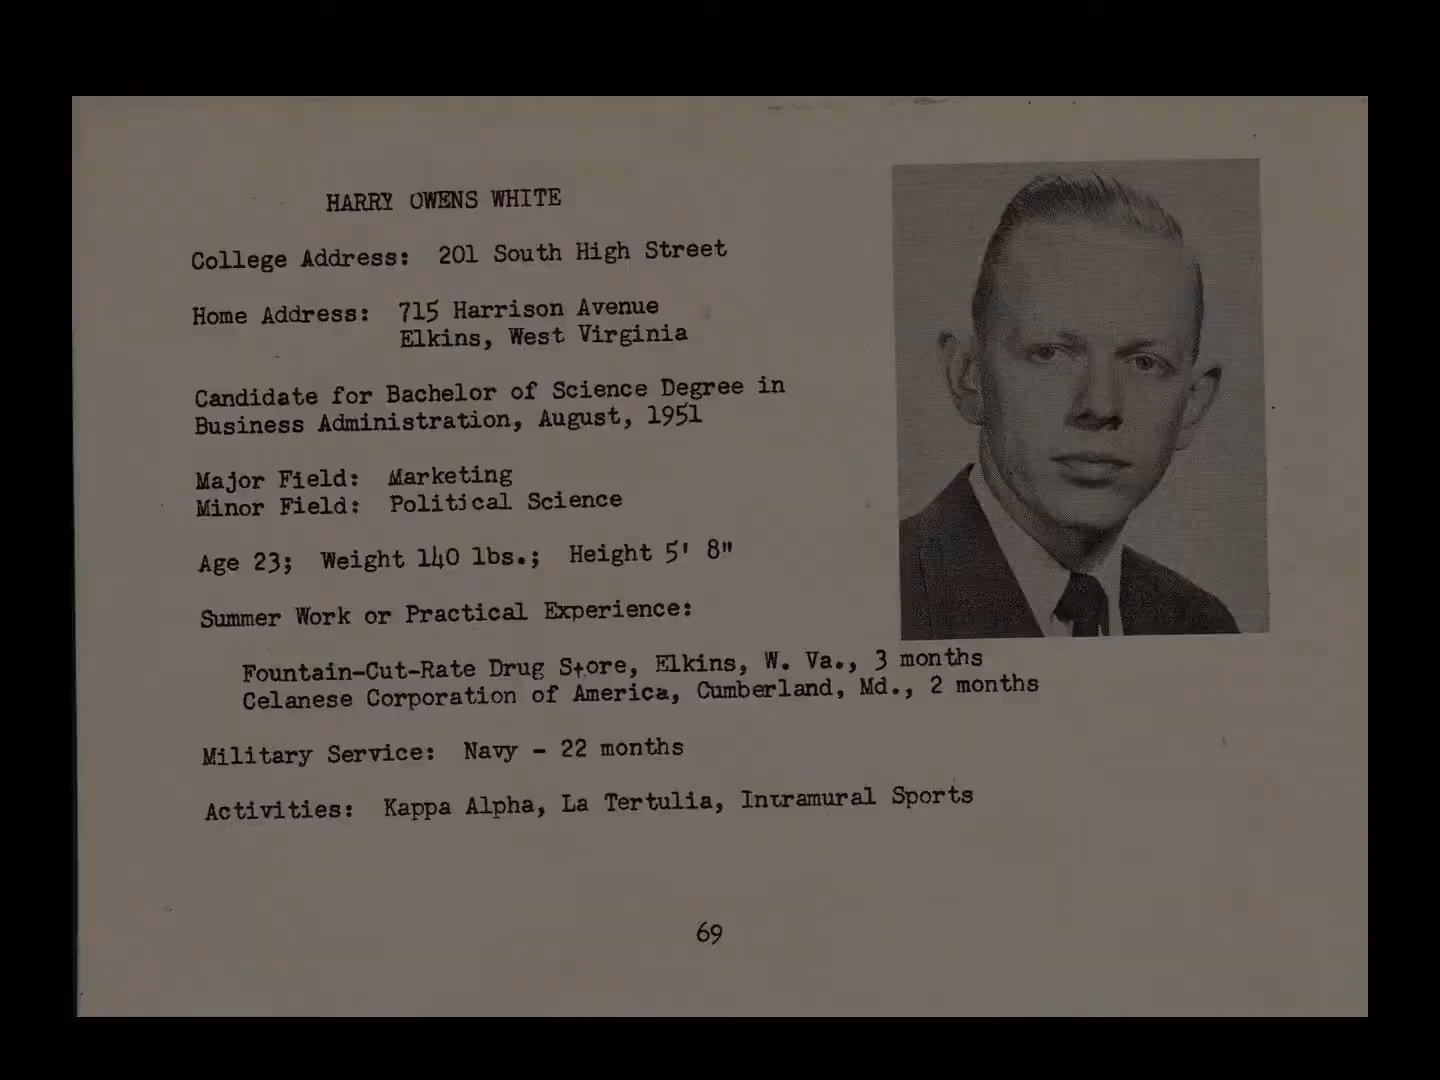 HARRY OWENS WHITE
College Address: 201 South High Street
Home Address: 715 Harrison Avenue
Elkins, West Virginia
Candidate for Bachelor of Science Degree in
Business Administration, August, 1951
Major Field: Marketing
Minor Field: Political Science
Age 23; Weight 140 lbs.; Height 5' 8"
Summer Work or Practical Experience:
Fountain-Cut-Rate Drug Store, Elkins, W. Va., 3 months
Celanese Corporation of America, Cumberland, Md., 2 months
Military Service: Navy - 22 months
Activities: Kappa Alpha, La Tertulia, Intramural Sports
69